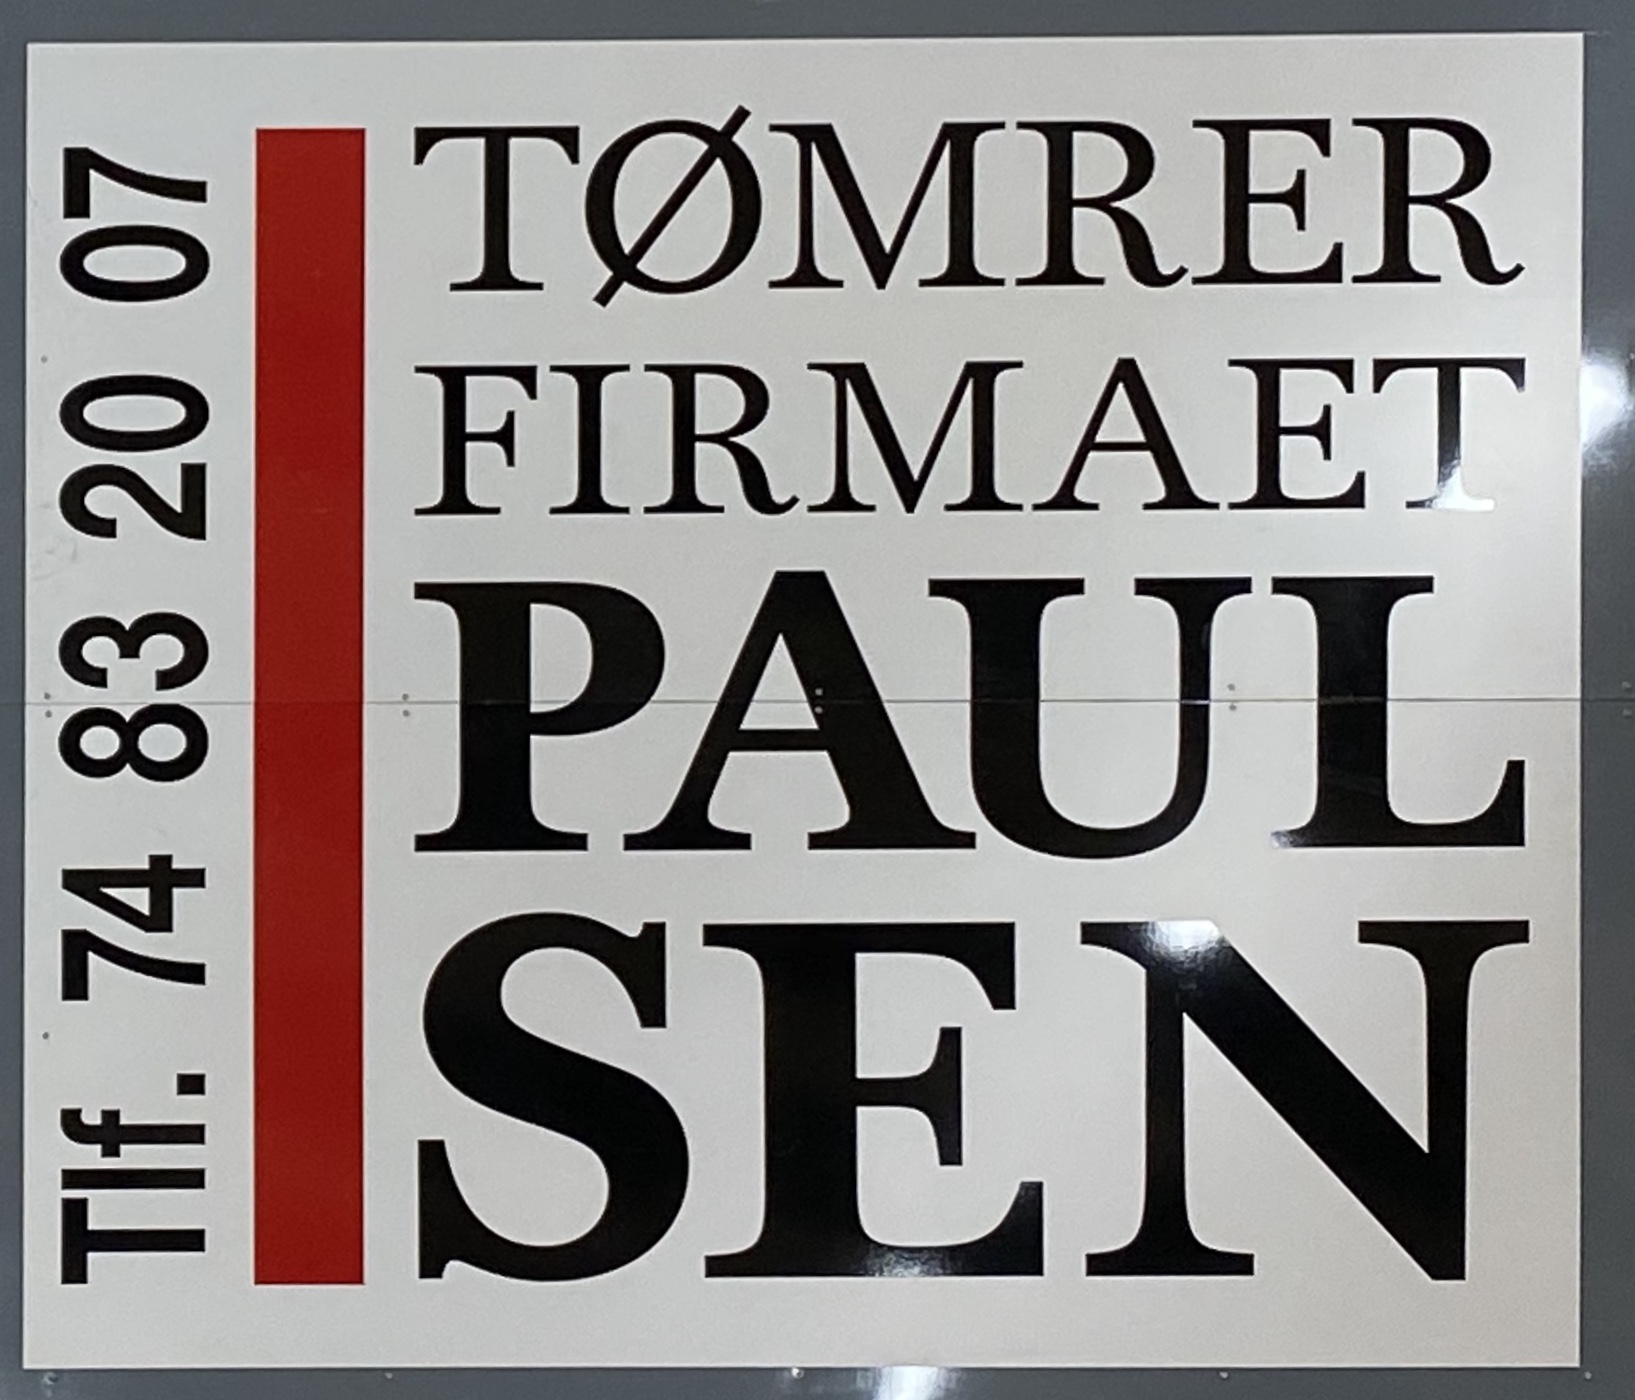 Tlf. 74 83 20 07
TØMRER
FIRMAET
PAUL
SEN